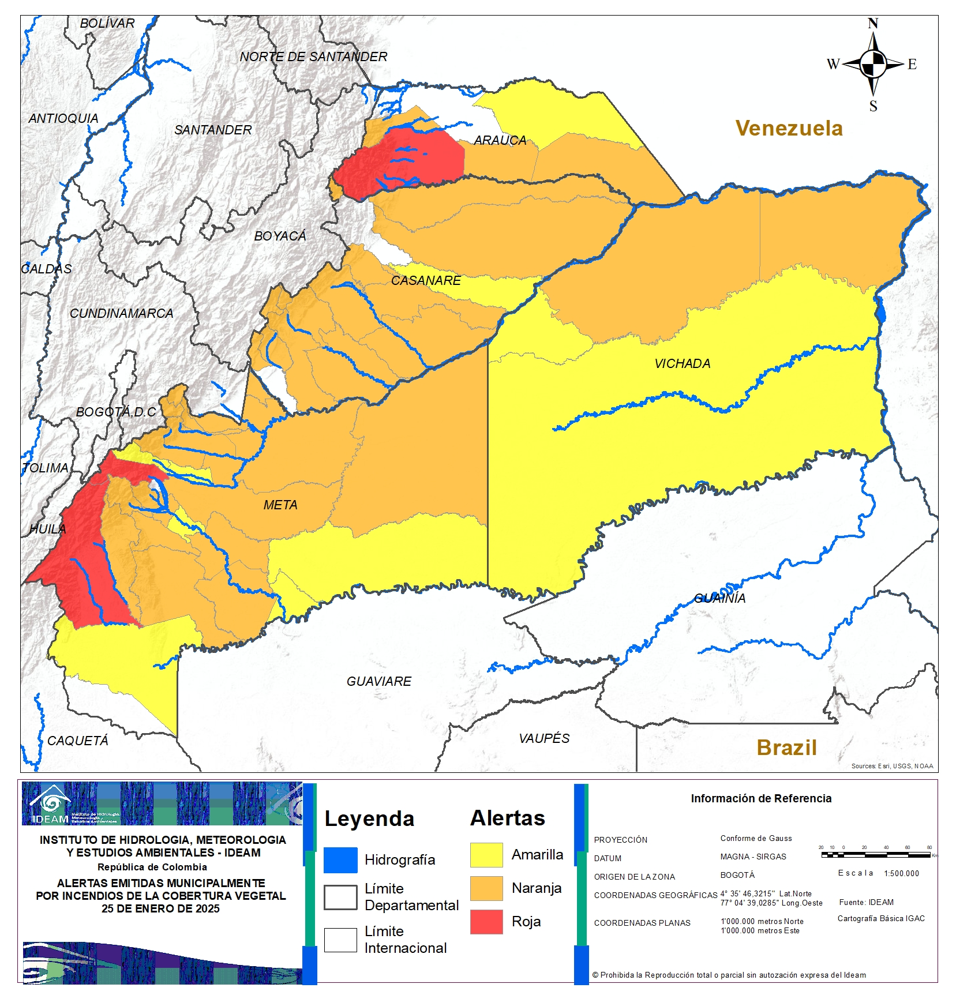 BOLÍVAR
NORTE DE SANTANDER
N
W
E
S
ANTIOQUIA
SANTANDER
ARAUCA
Venezuela
BOYACÁ
CALDAS
CASANARE
CUNDINAMARCA
VICHADA
BOGOTÁ,D.C
TOLIMA
META
HUILA
GUAINÍA
GUAVIARE
CAQUETÁ
VAUPÉS
Brazil
Sources: Esri, USGS, NOAA
IDEAM
Instituto de Hidrología,
Meteorología y
Estudios Ambientales
INSTITUTO DE HIDROLOGIA, METEOROLOGIA
Y ESTUDIOS AMBIENTALES - IDEAM
República de Colombia
ALERTAS EMITIDAS MUNICIPALMENTE
POR INCENDIOS DE LA COBERTURA VEGETAL
25 DE ENERO DE 2025
Leyenda
Hidrografía
Límite
Departamental
Límite
Internacional
Alertas
Amarilla
Naranja
Roja
Información de Referencia
PROYECCIÓN Conforme de Gauss
DATUM MAGNA - SIRGAS
ORIGEN DE LA ZONA BOGOTÁ
COORDENADAS GEOGRÁFICAS 4° 35' 46,3215'' Lat.Norte
77° 04' 39,0285" Long.Oeste
COORDENADAS PLANAS 1'000.000 metros Norte
1'000.000 metros Este
20 10 0 20 40 60 80
Km
Escala 1:500.000
Fuente: IDEAM
Cartografía Básica IGAC
© Prohibida la Reproducción total o parcial sin autozación expresa del Ideam